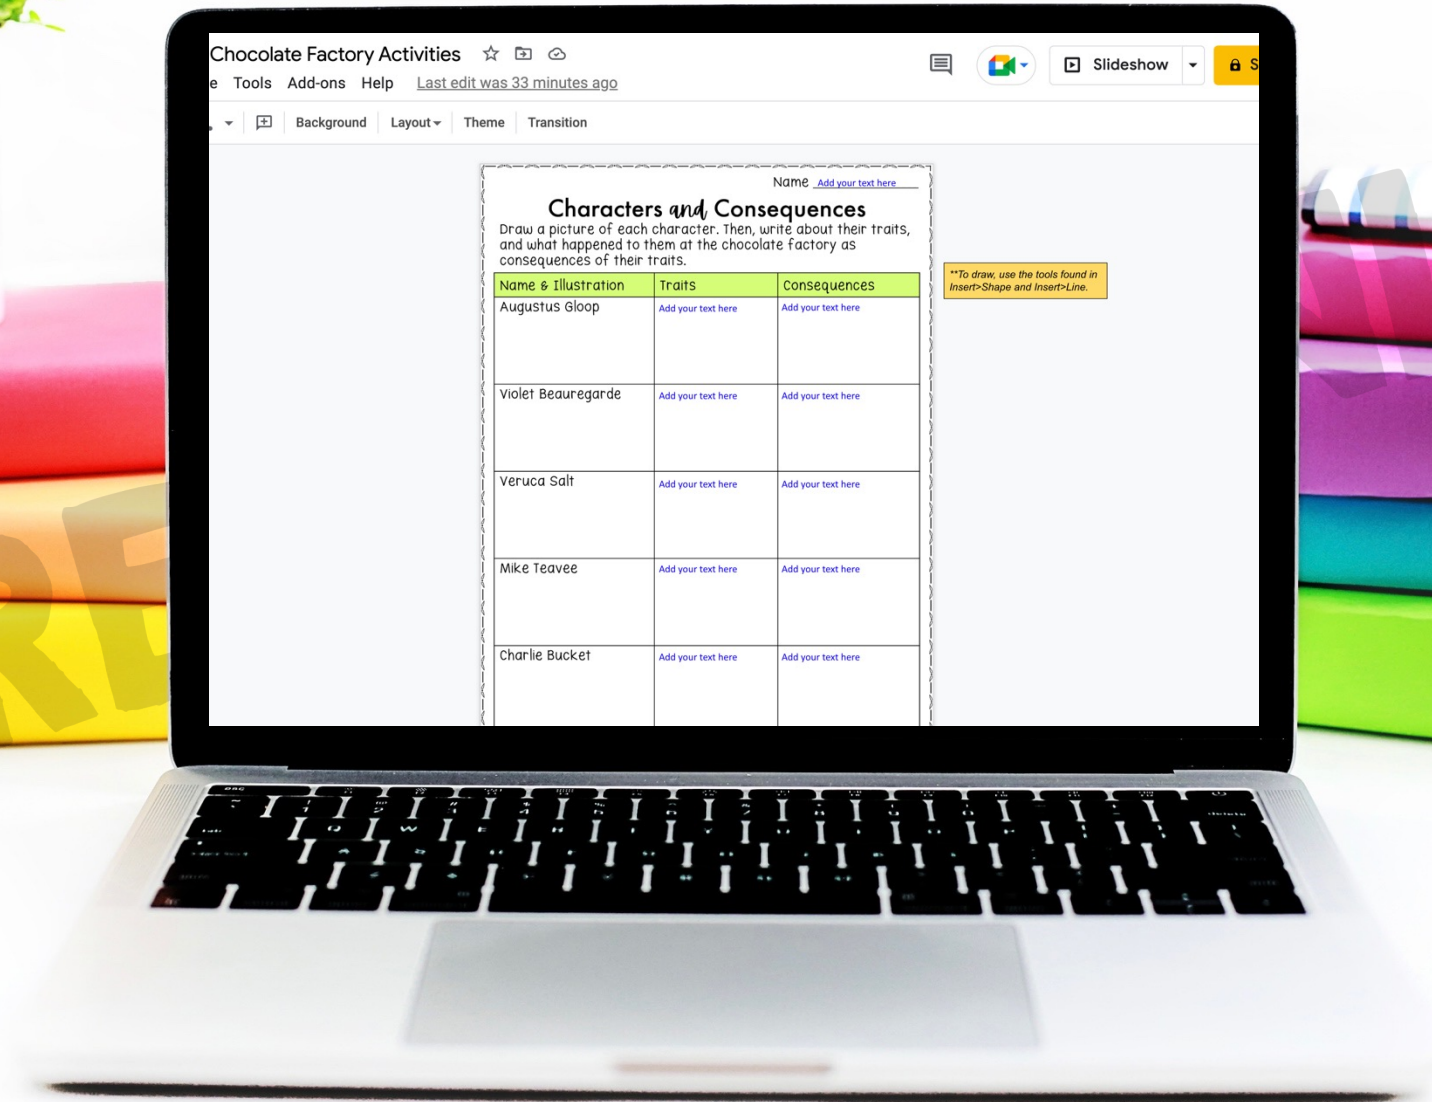 Chocolate Factory Activities
e Tools Add-ons Help Last edit was 33 minutes ago
Slideshow
S
Background Layout Theme Transition
Name Add your text here
Characters and Consequences
Draw a picture of each character. Then, write about their traits,
and what happened to them at the chocolate factory as
consequences of their traits.
Name & Illustration Traits Consequences
Augustus Gloop Add your text here Add your text here
Violet Beauregarde Add your text here Add your text here
Veruca Salt Add your text here Add your text here
Mike Teavee Add your text here Add your text here
Charlie Bucket Add your text here Add your text here
**To draw, use the tools found in
Insert>Shape and Insert>Line.